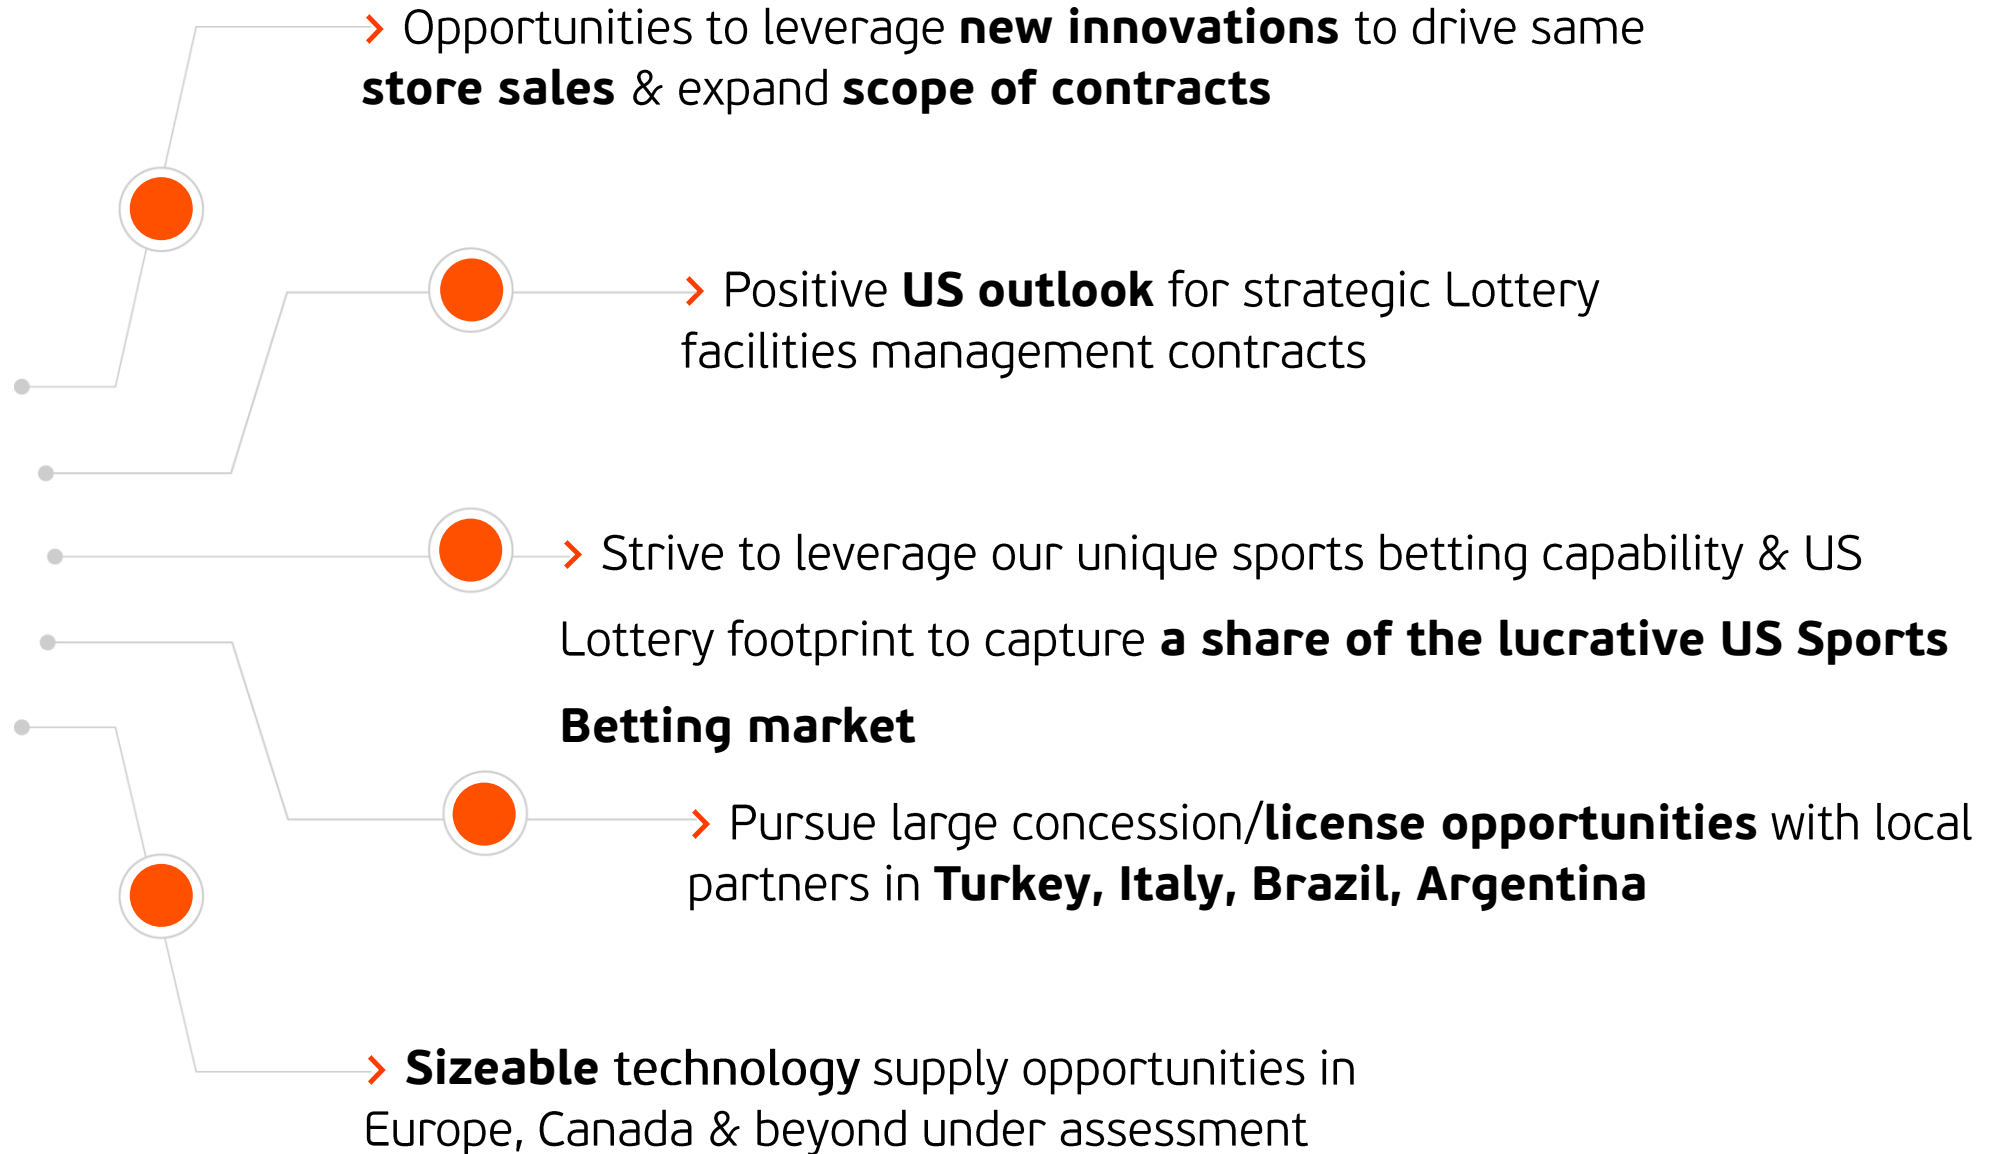 > Opportunities to leverage new innovations to drive same
store sales & expand scope of contracts
> Positive US outlook for strategic Lottery
facilities management contracts
> Strive to leverage our unique sports betting capability & US
Lottery footprint to capture a share of the lucrative US Sports
Betting market
> Pursue large concession/license opportunities with local
partners in Turkey, Italy, Brazil, Argentina
> Sizeable technology supply opportunities in
Europe, Canada & beyond under assessment